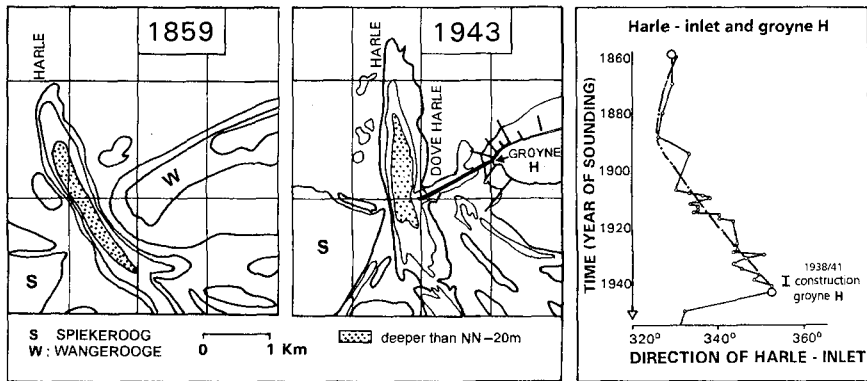 1859
HARLE
W
S
1943
HARLE
DOVE HARLE
GROYNE
H
S
S SPIEKEROOG
W : WANGEROOGE
0 1 Km
deeper than NN – 20m
Harle - inlet and groyne H
TIME (YEAR OF SOUNDING)
1860
1880
1900
1920
1940
1938/41
construction
groyne H
320° 340° 360°
DIRECTION OF HARLE - INLET